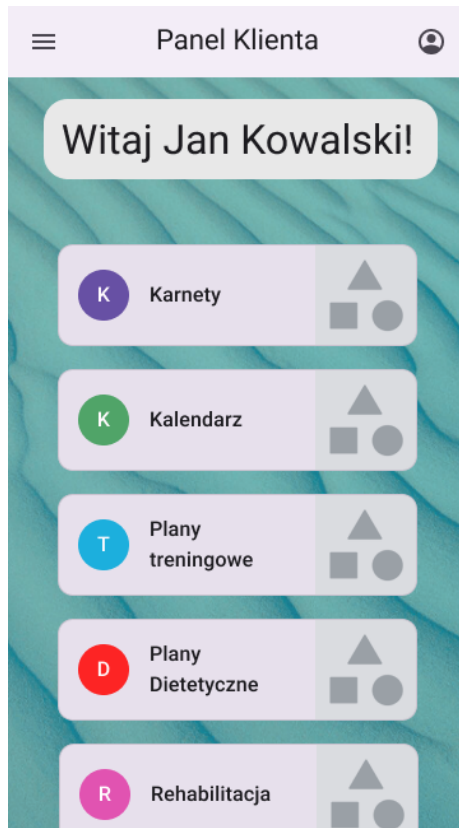 Panel Klienta
Witaj Jan Kowalski!
K Karnety
K Kalendarz
T Plany
treningowe
D Plany
Dietetyczne
R Rehabilitacja